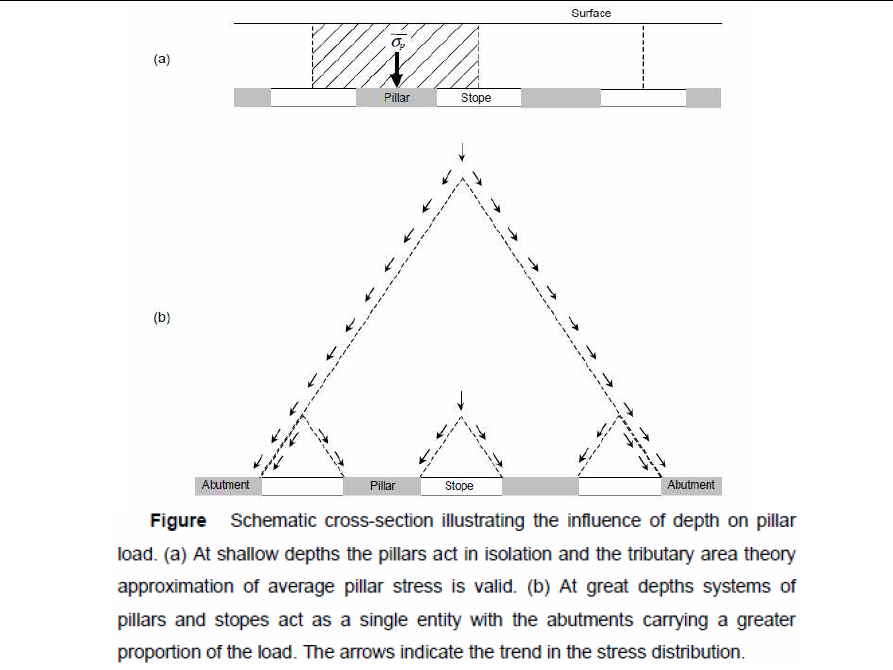 Surface
(a)
σp
Pillar
Stope
(b)
Abutment
Pillar
Stope
Abutment
Figure Schematic cross-section illustrating the influence of depth on pillar
load. (a) At shallow depths the pillars act in isolation and the tributary area theory
approximation of average pillar stress is valid. (b) At great depths systems of
pillars and stopes act as a single entity with the abutments carrying a greater
proportion of the load. The arrows indicate the trend in the stress distribution.